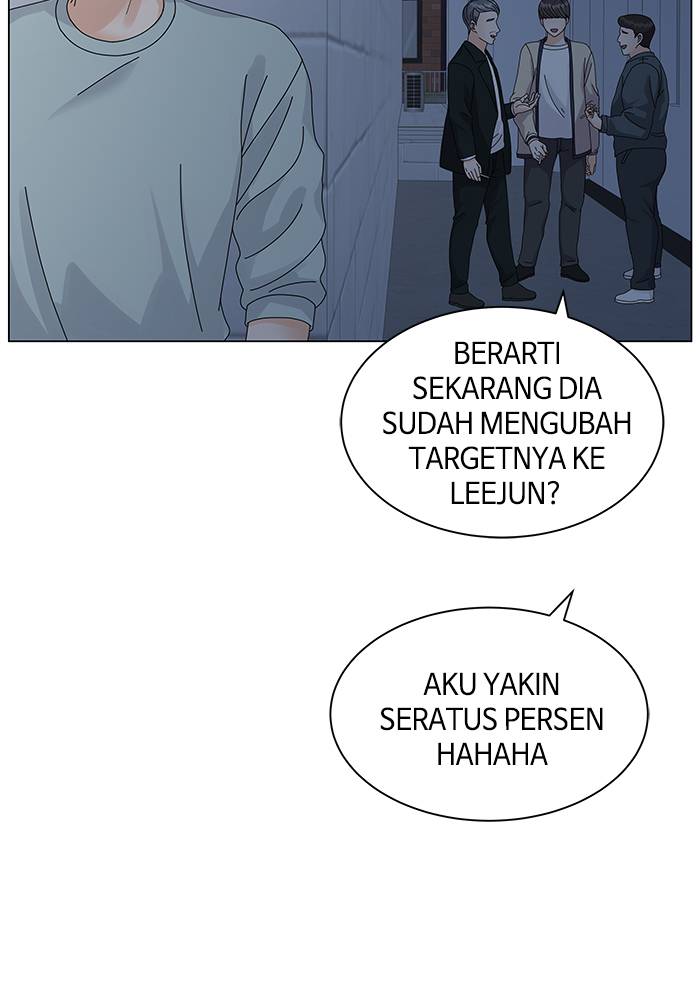 BERARTI
SEKARANG DIA
SUDAH MENGUBAH
TARGETNYA KE
LEEJUN?
AKU YAKIN
SERATUS PERSEN
HAHAHA